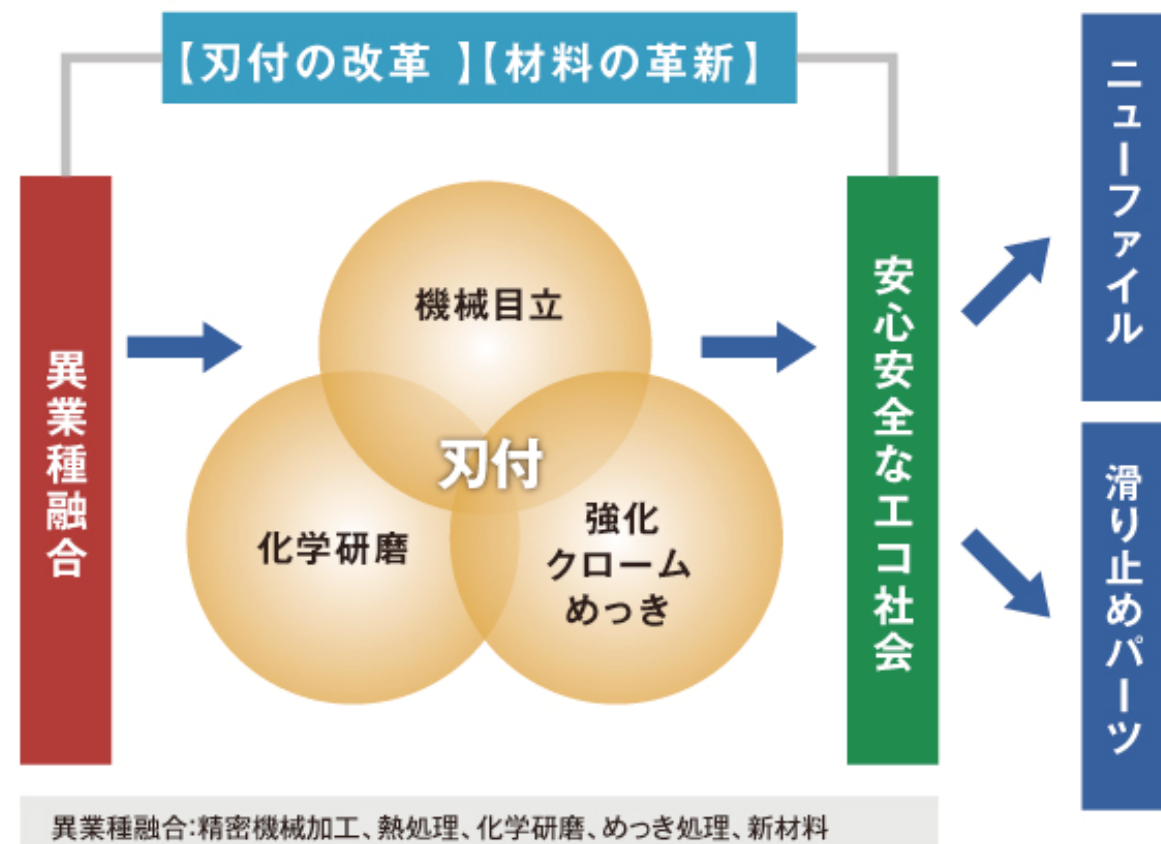 【刃付の改革 】【材料の革新】
異業種融合
機械目立
刃付
化学研磨
強化
クローム
めっき
安心安全なエコ社会
ニューファイル
滑り止めパーツ
異業種融合:精密機械加工、熱処理、化学研磨、めっき処理、新材料